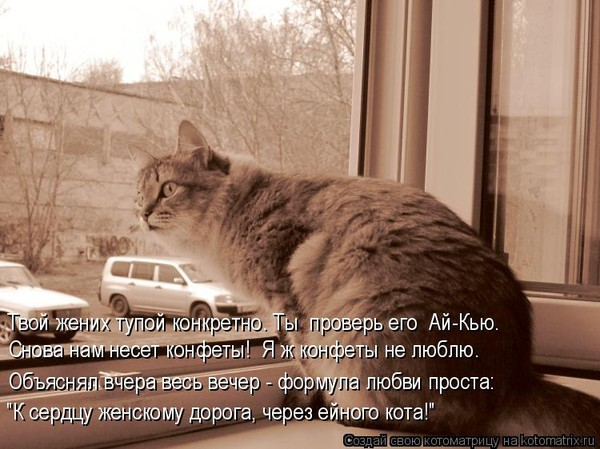 Твой жених тупой конкретно. Ты проверь его Ай-Кью.
Снова нам несет конфеты! Я ж конфеты не люблю.
Объяснял вчера весь вечер - формула любви проста:
"К сердцу женскому дорога, через ейного кота!"
Создай свою котоматрицу на kotomatrix.ru